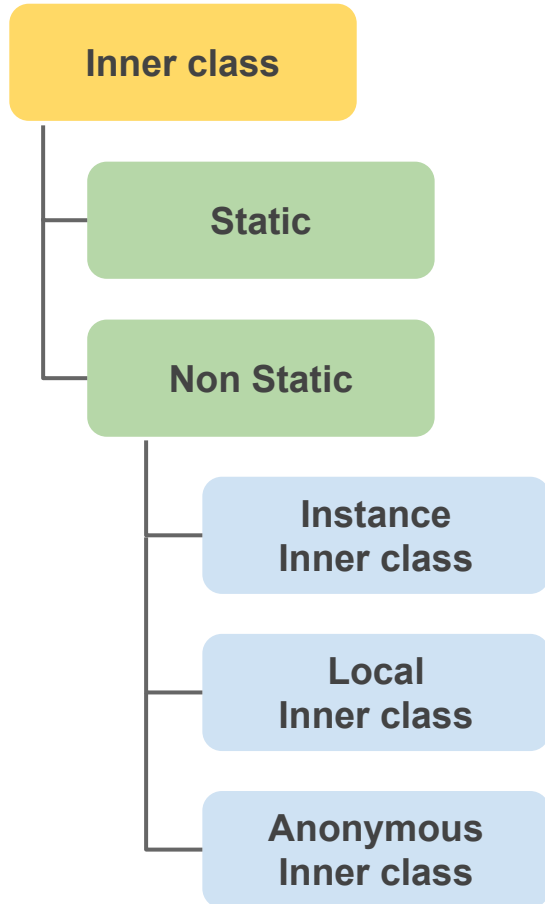 Inner class
Static
Non Static
Instance
Inner class
Local
Inner class
Anonymous
Inner class